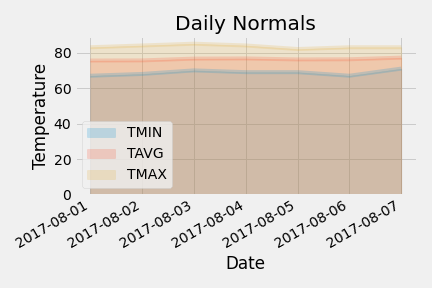 Daily Normals
Temperature
80
60
40
20
0
TMIN
TAVG
TMAX
2017-08-01
2017-08-02
2017-08-03
2017-08-04
2017-08-05
2017-08-06
2017-08-07
Date